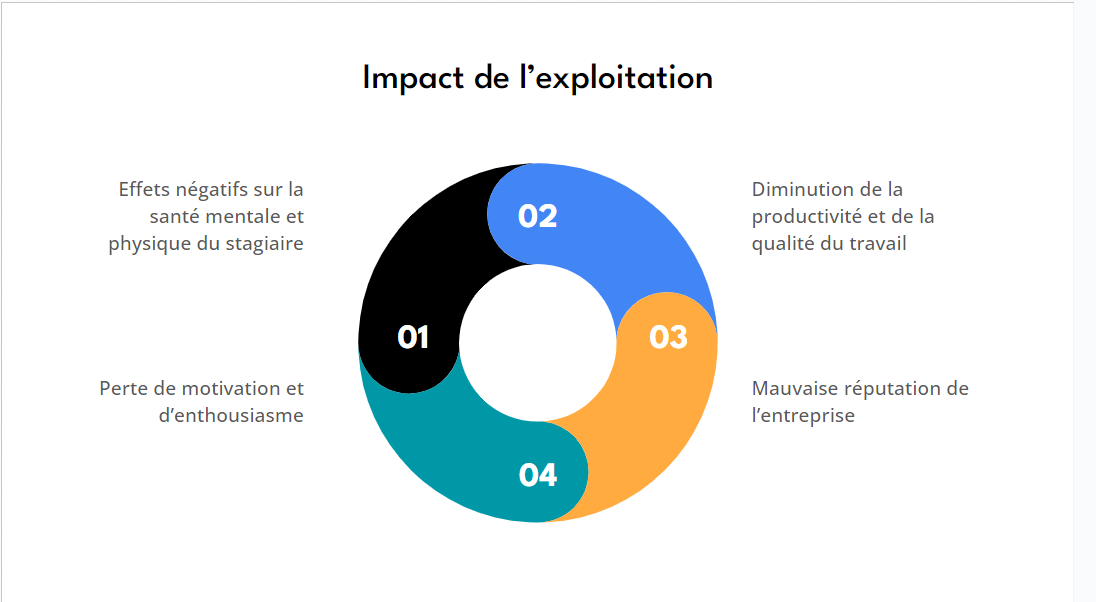 Impact de l’exploitation
Effets négatifs sur la
santé mentale et
physique du stagiaire
Diminution de la
productivité et de la
qualité du travail
Perte de motivation et
d’enthousiasme
Mauvaise réputation de
l’entreprise
01
02
03
04